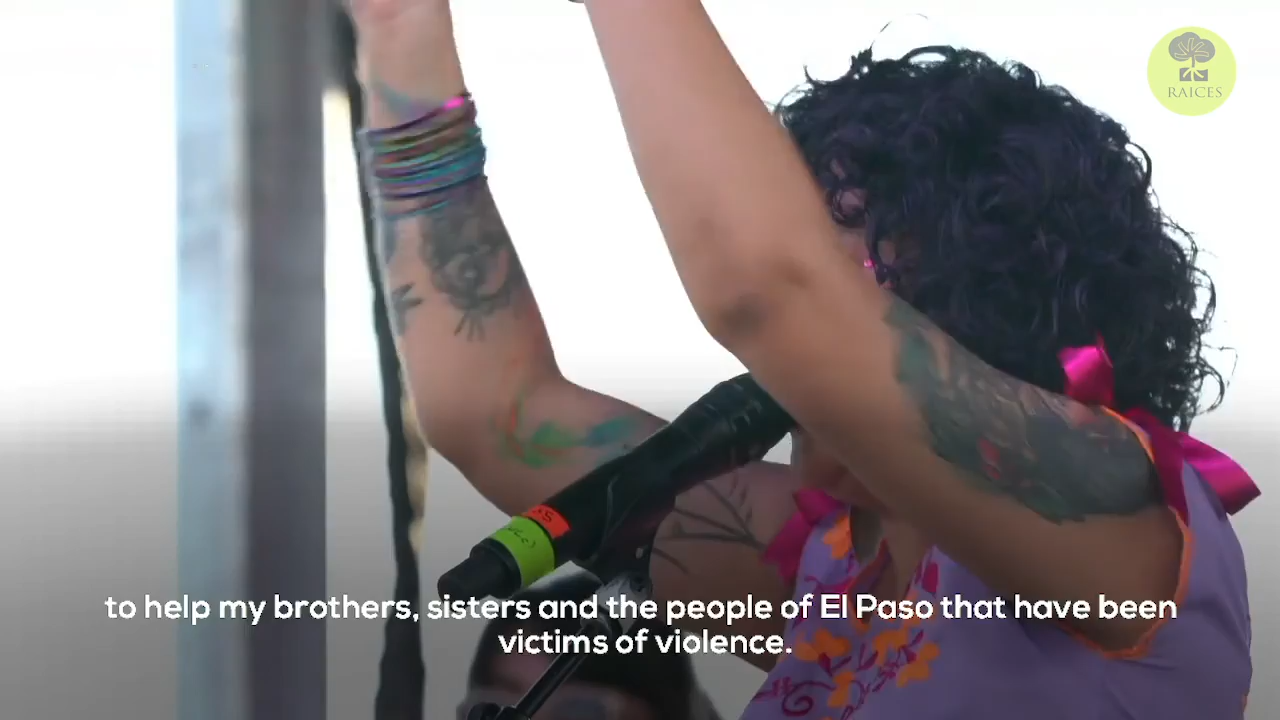 RAICES
to help my brothers, sisters and the people of El Paso that have been
victims of violence.